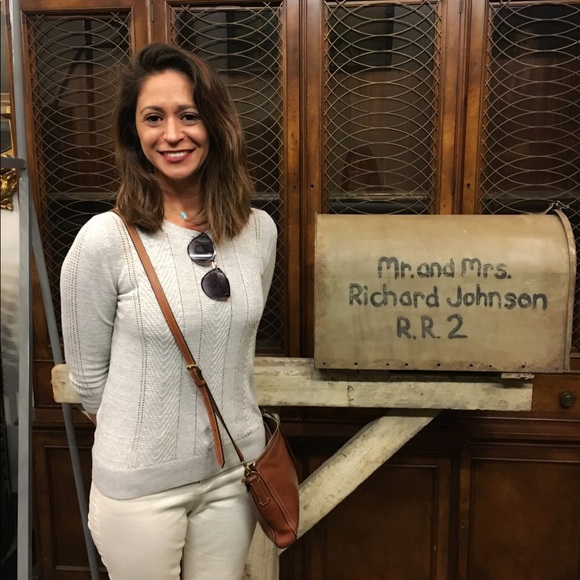 Mr. and Mrs.
Richard Johnson
R.R. 2